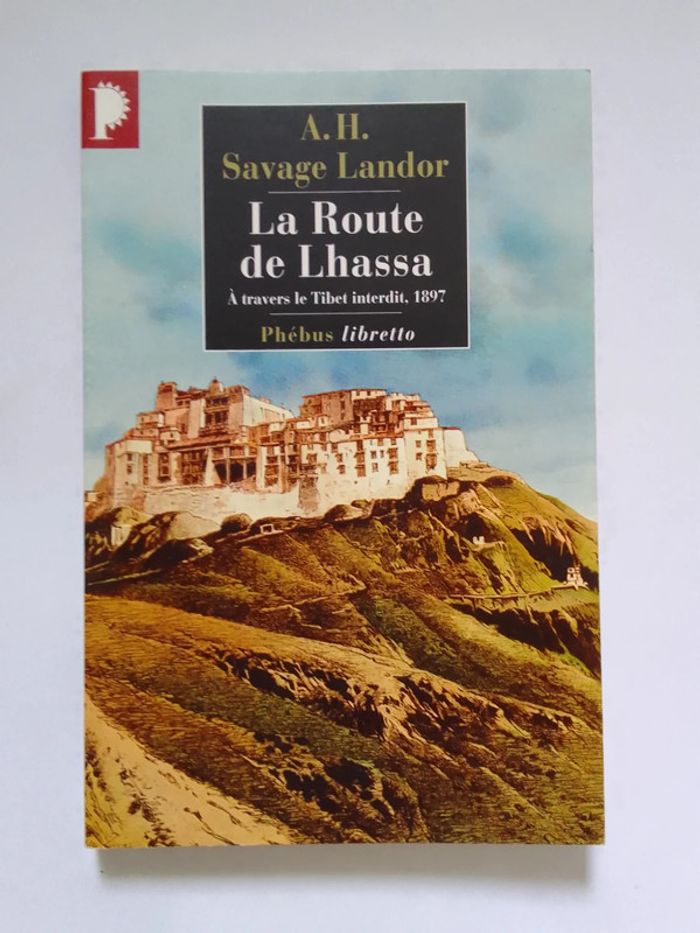 P
A. H.
Savage Landor
La Route
de Lhassa
À travers le Tibet interdit, 1897
Phébus libretto